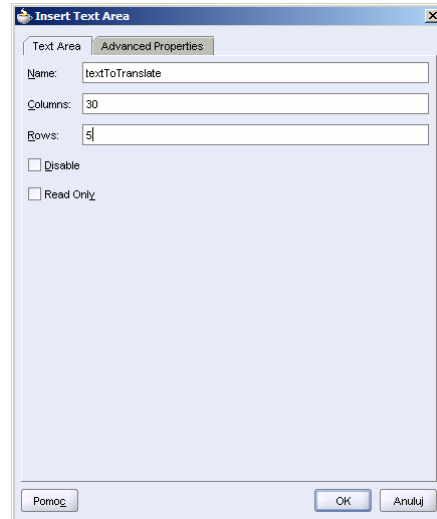 Insert Text Area
Text Area Advanced Properties
Name: textToTranslate
Columns: 30
Rows: 5
Disable
Read Only
Pomoc OK Anuluj